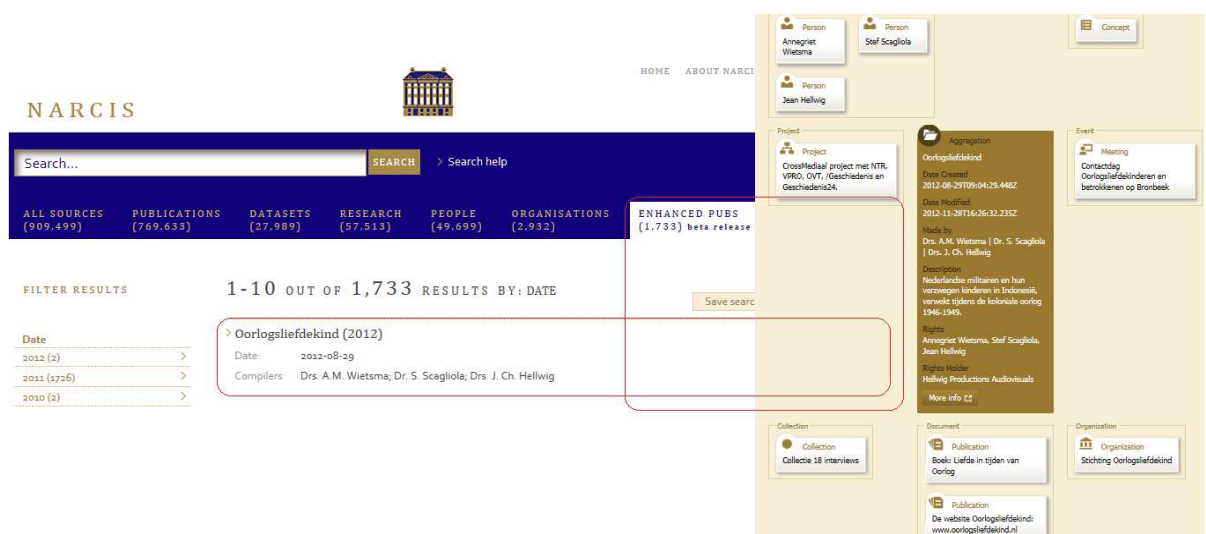 HOME ABOUT NARCI
NARCIS
Search...
SEARCH
> Search help
ALL SOURCES
(909,499)
PUBLICATIONS
(769,633)
DATASETS
(27,989)
RESEARCH
(57,513)
PEOPLE
(49,699)
ORGANISATIONS
(2,932)
ENHANCED PUBS
(1,733) beta release
FILTER RESULTS
1-10 OUT OF 1,733 RESULTS BY: DATE
Save searc
Date
2012 (2)
2011 (1726)
2010 (2)
Oorlogsliefdekind (2012)
Date: 2012-08-29
Compilers: Drs. A.M. Wietsma; Dr. S. Scagliola; Drs. J. Ch. Hellwig
Person
Annegriet
Wietsma
Person
Stef Scagliola
Concept
Person
Jean Hellwig
Project
Project
CrossMediaal project met NTR,
VPRO, OVT, /Geschiedenis en
Geschiedenis24.
Aggregation
Oorlogsliefdekind
Date Created
2012-08-29T09:04:29.448Z
Date Modified
2012-11-28T16:26:32.235Z
Made by
Drs. A.M. Wietsma | Dr. S. Scagliola
| Drs. J. Ch. Hellwig
Description
Nederlandse militairen en hun
verzwegen kinderen in Indonesië,
verwekt tijdens de koloniale oorlog
1946-1949.
Rights
Annegriet Wietsma, Stef Scagliola,
Jean Hellwig
Rights Holder
Hellwig Productions Audiovisuals
More info
Event
Meeting
Contactdag
Oorlogsliefdekinderen en
betrokkenen op Bronbeek
Collection
Collection
Collectie 18 interviews
Document
Publication
Boek: Liefde in tijden van
Oorlog
Publication
De website Oorlogsliefdekind:
www.oorlogsliefdekind.nl
Organisation
Organization
Stichting Oorlogsliefdekind